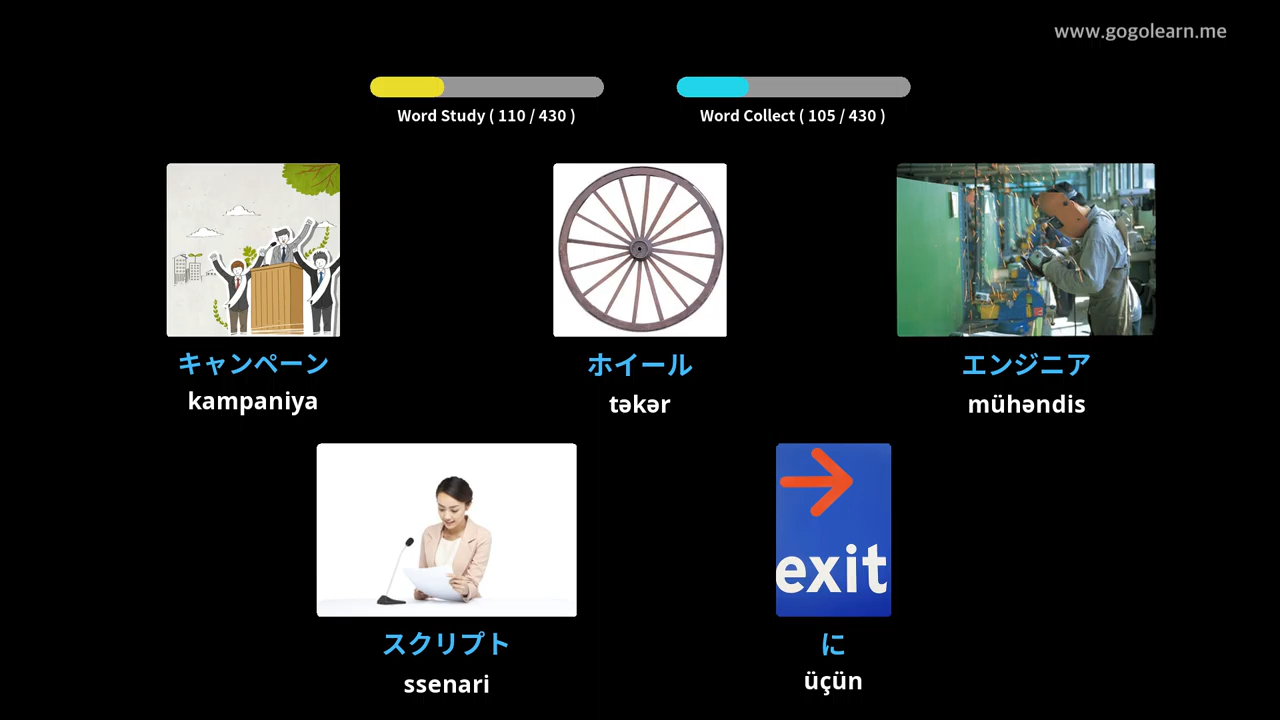 www.gogolearn.me
Word Study ( 110 / 430 )
Word Collect ( 105 / 430 )
キャンペーン
kampaniya
ホイール
təkər
エンジニア
mühəndis
exit
スクリプト
ssenari
に
üçün